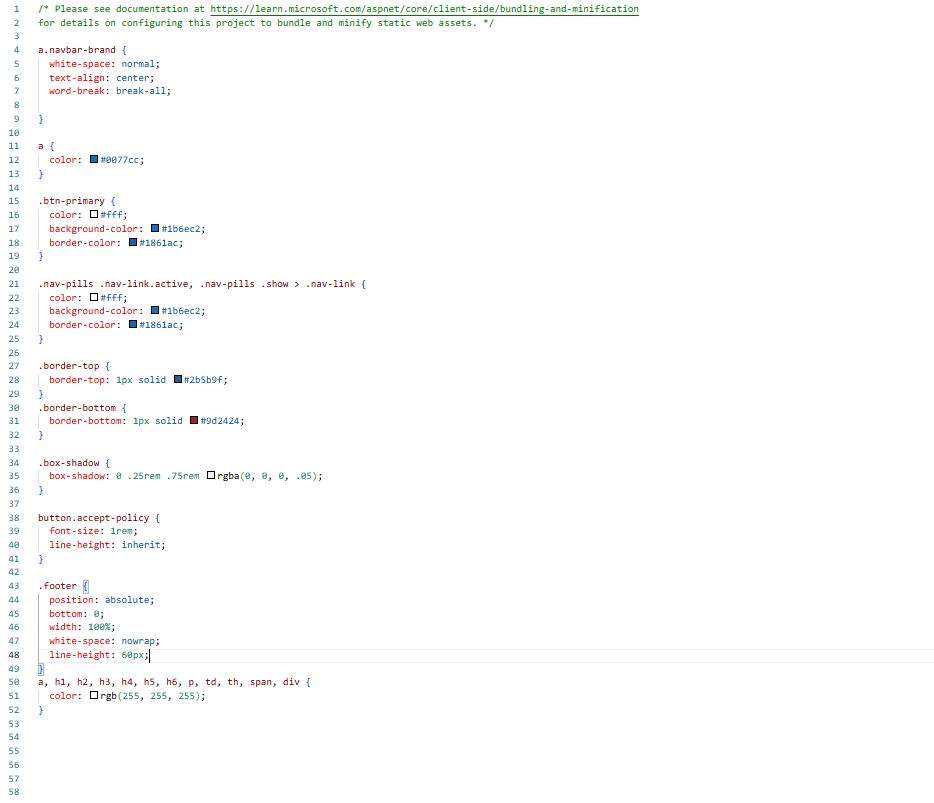 1 /* Please see documentation at https://learn.microsoft.com/aspnet/core/client-side/bundling-and-minification
2 for details on configuring this project to bundle and minify static web assets. */
3
4 a.navbar-brand {
5   white-space: normal;
6   text-align: center;
7   word-break: break-all;
8
9 }
10
11 a {
12   color: #0077cc;
13 }
14
15 .btn-primary {
16   color: #fff;
17   background-color: #1b6ec2;
18   border-color: #1861ac;
19 }
20
21 .nav-pills .nav-link.active, .nav-pills .show > .nav-link {
22   color: #fff;
23   background-color: #1b6ec2;
24   border-color: #1861ac;
25 }
26
27 .border-top {
28   border-top: 1px solid #2b5b9f;
29 }
30 .border-bottom {
31   border-bottom: 1px solid #9d2424;
32 }
33
34 .box-shadow {
35   box-shadow: 0 .25rem .75rem rgba(0, 0, 0, .05);
36 }
37
38 button.accept-policy {
39   font-size: 1rem;
40   line-height: inherit;
41 }
42
43 .footer {
44   position: absolute;
45   bottom: 0;
46   width: 100%;
47   white-space: nowrap;
48   line-height: 60px;
49 }
50 a, h1, h2, h3, h4, h5, h6, p, td, th, span, div {
51   color: rgb(255, 255, 255);
52 }
53
54
55
56
57
58